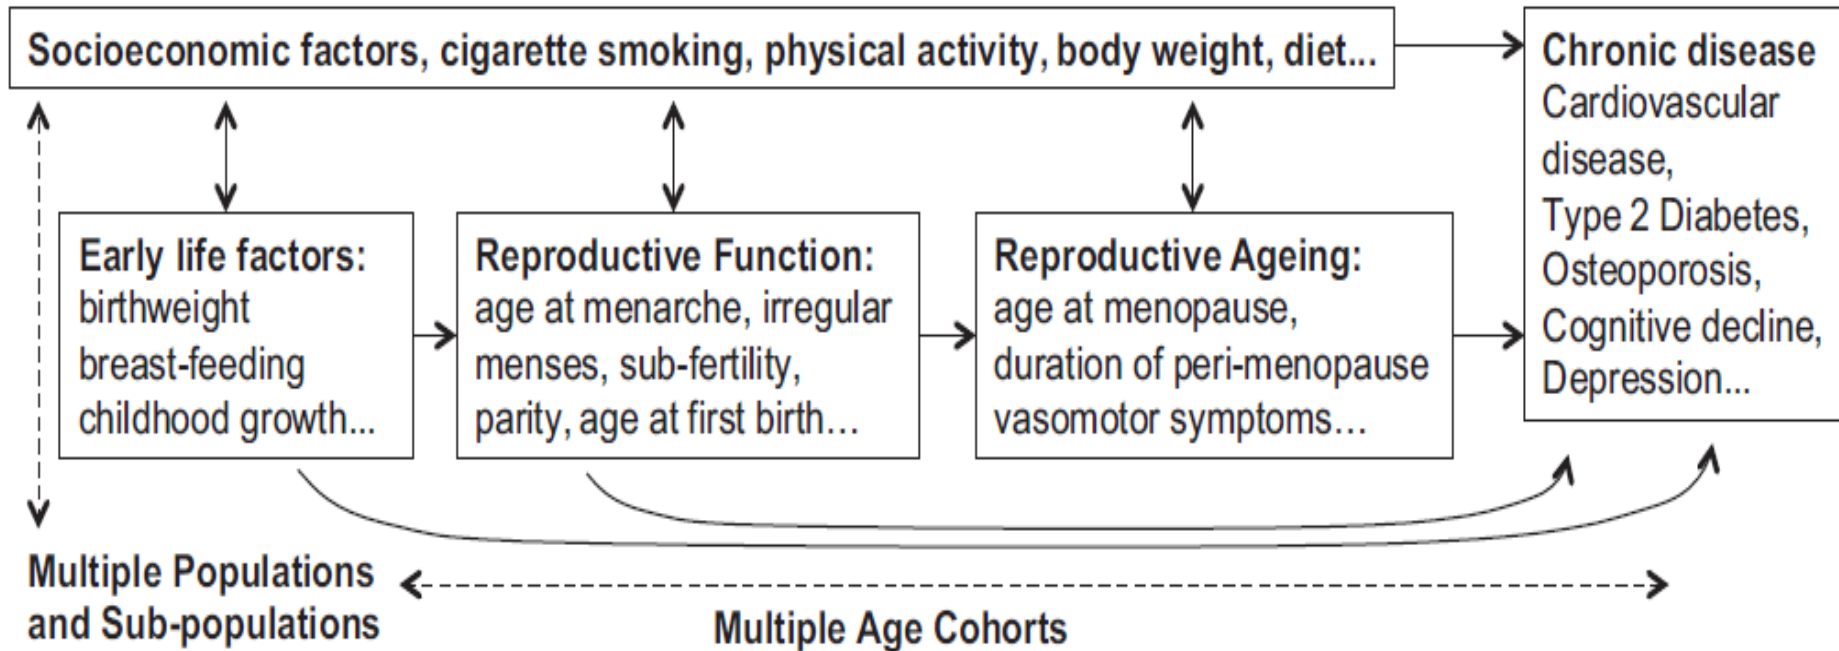 Socioeconomic factors, cigarette smoking, physical activity, body weight, diet...
Chronic disease
Cardiovascular
disease,
Type 2 Diabetes,
Osteoporosis,
Cognitive decline,
Depression...
Early life factors:
birthweight
breast-feeding
childhood growth...
Reproductive Function:
age at menarche, irregular
menses, sub-fertility,
parity, age at first birth...
Reproductive Ageing:
age at menopause,
duration of peri-menopause
vasomotor symptoms...
Multiple Populations
and Sub-populations
Multiple Age Cohorts